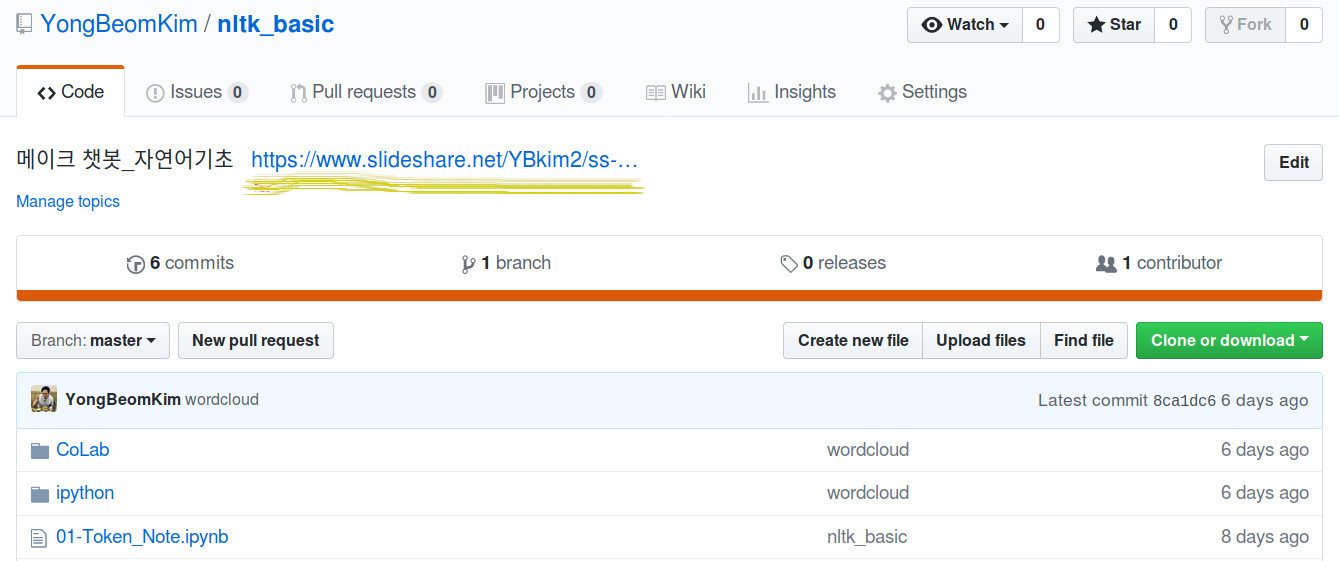 YongBeomKim / nltk_basic
Watch 0 Star 0 Fork 0
Code Issues 0 Pull requests 0 Projects 0 Wiki Insights Settings
메이크 챗봇_자연어기초 https://www.slideshare.net/YBkim2/ss-… Edit
Manage topics
6 commits 1 branch 0 releases 1 contributor
Branch: master New pull request Create new file Upload files Find file Clone or download
YongBeomKim wordcloud Latest commit 8ca1dc6 6 days ago
CoLab wordcloud 6 days ago
ipython wordcloud 6 days ago
01-Token_Note.ipynb nltk_basic 8 days ago